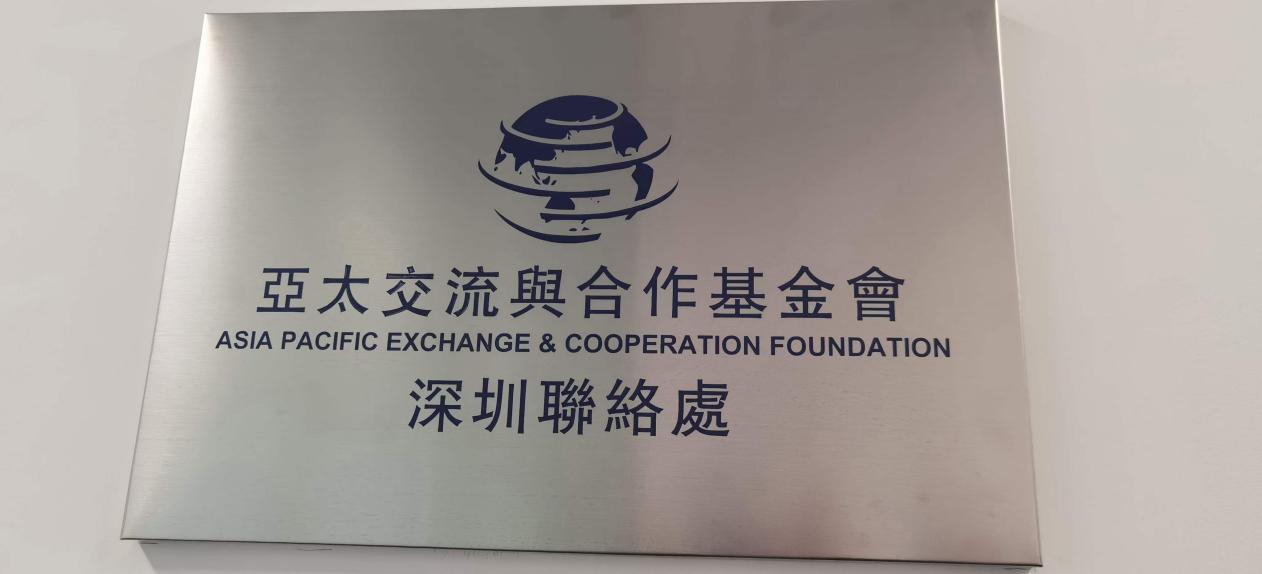 亞太交流與合作基金會
ASIA PACIFIC EXCHANGE & COOPERATION FOUNDATION
深圳聯絡處